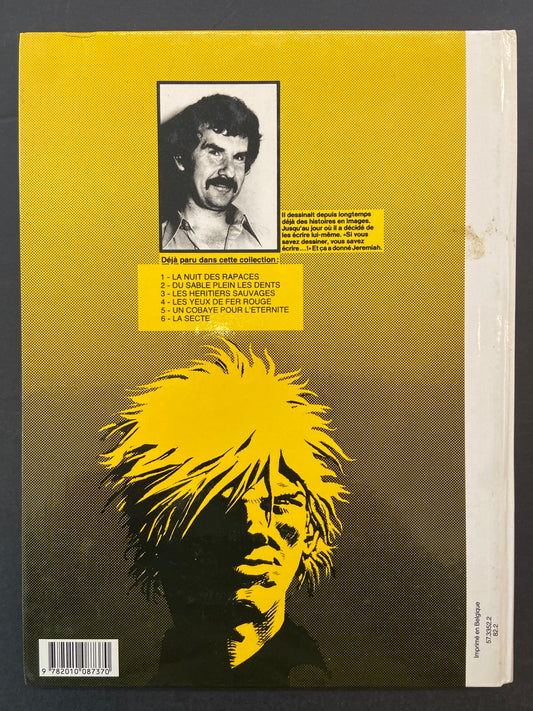 Il dessinait depuis longtemps
déjà des histoires en images.
Jusqu'au jour où il a décidé de
les écrire lui-même. «Si vous
savez dessiner, vous savez
écrire...!» Et ça a donné Jeremiah.
Déjà paru dans cette collection:
1 - LA NUIT DES RAPACES
2 - DU SABLE PLEIN LES DENTS
3 - LES HERITIERS SAUVAGES
4 - LES YEUX DE FER ROUGE
5 - UN COBAYE POUR L'ETERNITE
6 - LA SECTE
Imprimé en Belgique
57.3352.2
82.2
9 782010 087370